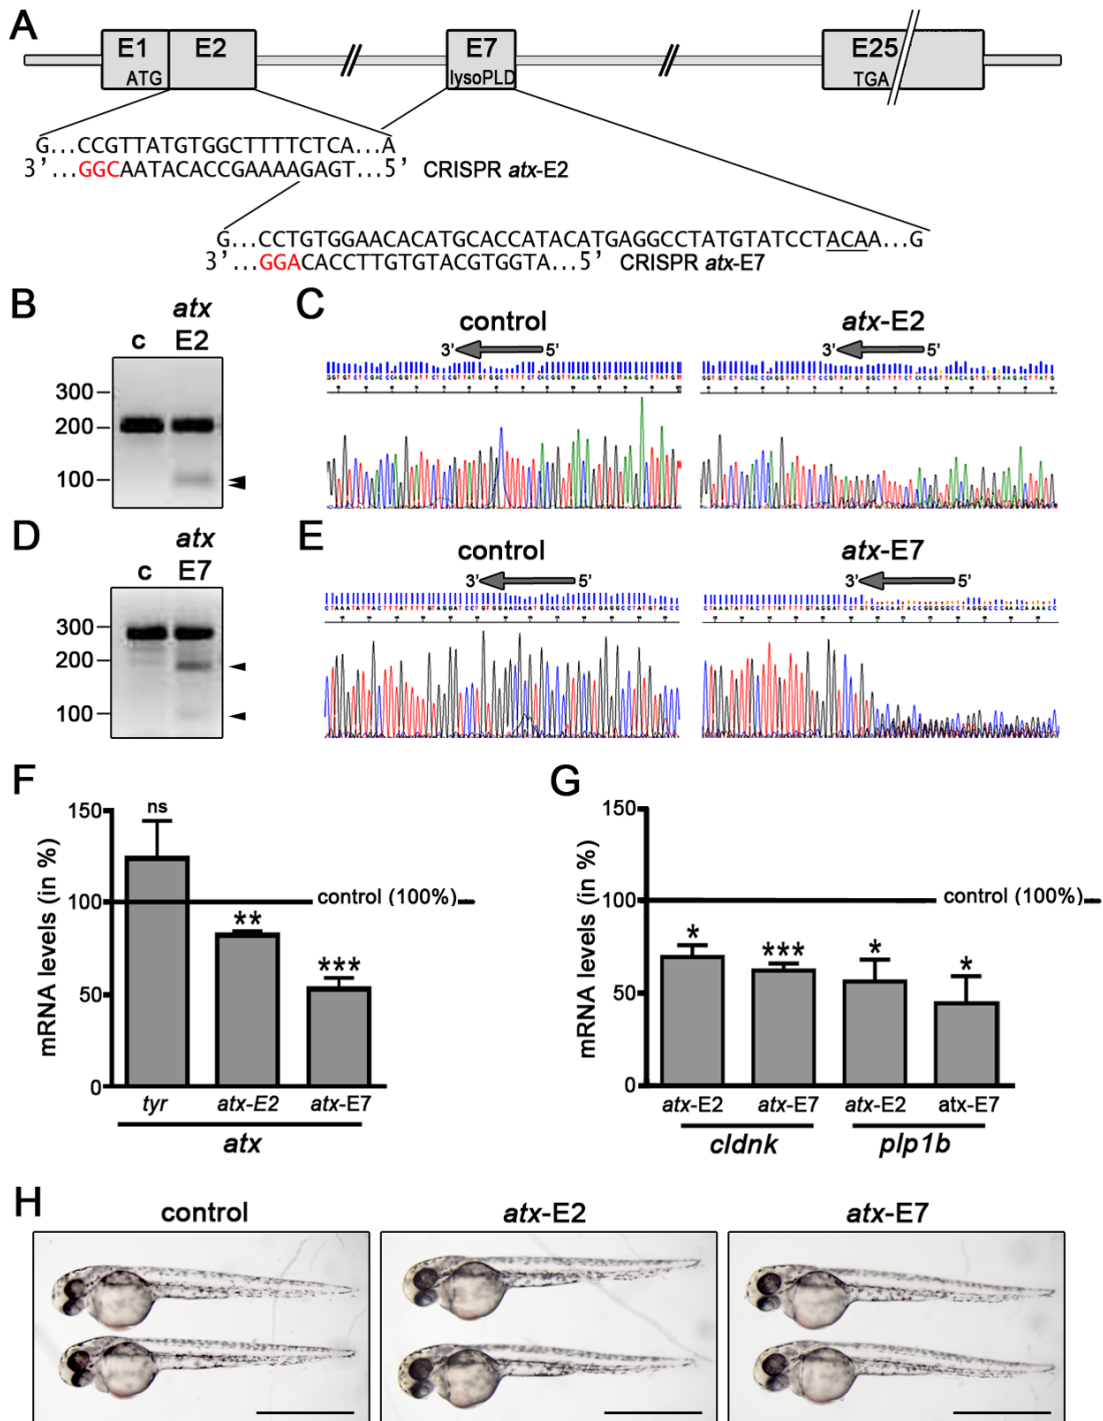 A
E1 E2 E7 E25
ATG lysoPLD TGA
G...CCGTTATGTGGCTTTTCTCA...A
3'...GGCAATACACCGAAAAGAGT...5' CRISPR atx-E2
G...CCTGTGGAACACATGCACCATACATGAGGCCTATGTATCCTACAA...G
3'...GGACACCTTGTGTACGTGGTA...5' CRISPR atx-E7
B
c atx E2
300
200
100
C
control atx-E2
3' 5' 3' 5'
D
c atx E7
300
200
100
E
control atx-E7
3' 5' 3' 5'
CTAAATATTACTTTATTTTGTAGGATCCTGTGGAACACATGCACCATACATGAGGCCTATGTACCC
F
mRNA levels (in %)
150
100
50
0
ns
**
***
control (100%)
tyr atx-E2 atx-E7
atx
G
mRNA levels (in %)
150
100
50
0
*
***
*
*
control (100%)
atx-E2 atx-E7 atx-E2 atx-E7
cldnk plp1b
H
control atx-E2 atx-E7